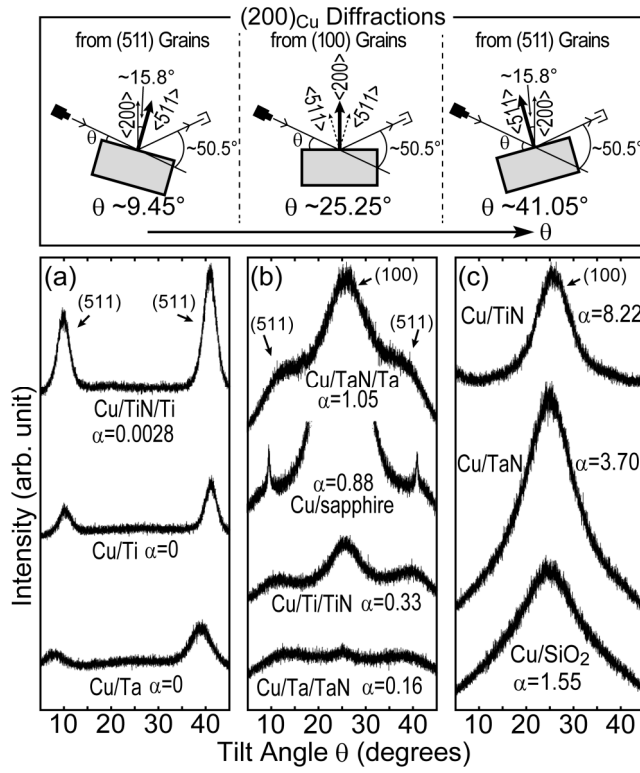 (200)Cu Diffractions
from (511) Grains
from (100) Grains
from (511) Grains
~15.8°
<200>
<511>
θ
~50.5°
θ ~9.45°
<200>
<511>
<511>
θ
~50.5°
θ ~25.25°
~15.8°
<511>
<200>
θ
~50.5°
θ ~41.05°
θ
Intensity (arb. unit)
(a)
(511)
(511)
Cu/TiN/Ti
α=0.0028
Cu/Ti α=0
Cu/Ta α=0
(b)
(100)
(511)
(511)
Cu/TaN/Ta
α=1.05
α=0.88
Cu/sapphire
Cu/Ti/TiN α=0.33
Cu/Ta/TaN α=0.16
(c)
(100)
Cu/TiN α=8.22
Cu/TaN α=3.70
Cu/SiO2
α=1.55
10 20 30 40
10 20 30 40
10 20 30 40
Tilt Angle θ (degrees)